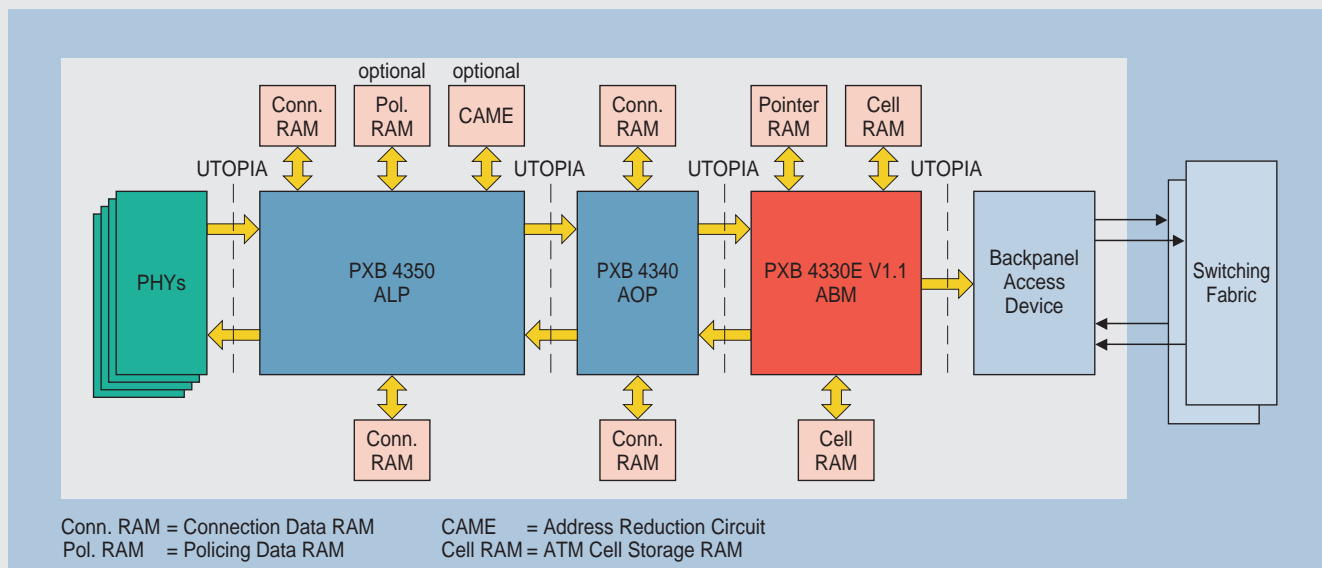 optional
optional
Conn.
RAM
Pol.
RAM
CAME
Conn.
RAM
Pointer
RAM
Cell
RAM
UTOPIA
UTOPIA
UTOPIA
UTOPIA
PHYs
PXB 4350
ALP
PXB 4340
AOP
PXB 4330E V1.1
ABM
Backpanel
Access
Device
Switching
Fabric
Conn.
RAM
Conn.
RAM
Cell
RAM
Conn. RAM = Connection Data RAM
CAME = Address Reduction Circuit
Pol. RAM = Policing Data RAM
Cell RAM = ATM Cell Storage RAM